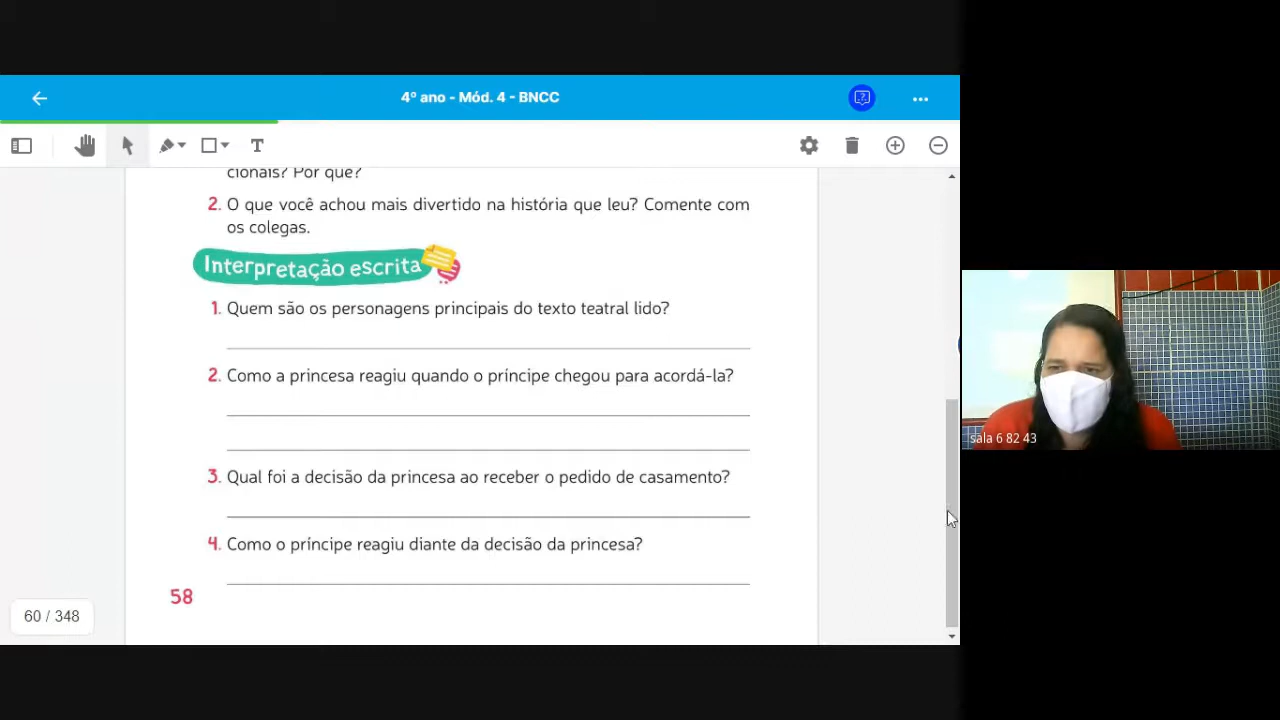 4º ano - Mód. 4 - BNCC
T
cionais? Por que?
2. O que você achou mais divertido na história que leu? Comente com
os colegas.
Interpretação escrita
1. Quem são os personagens principais do texto teatral lido?
2. Como a princesa reagiu quando o príncipe chegou para acordá-la?
3. Qual foi a decisão da princesa ao receber o pedido de casamento?
4. Como o príncipe reagiu diante da decisão da princesa?
58
60 / 348
sala 6 82 43